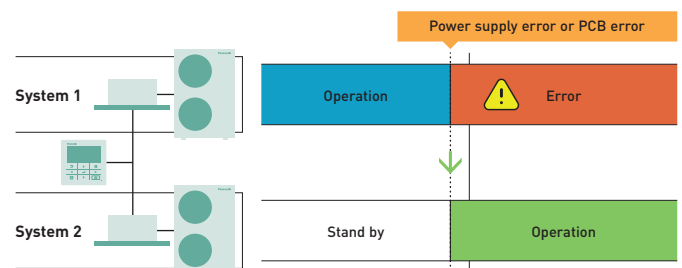 Power supply error or PCB error
System 1
Operation
Error
System 2
Stand by
Operation